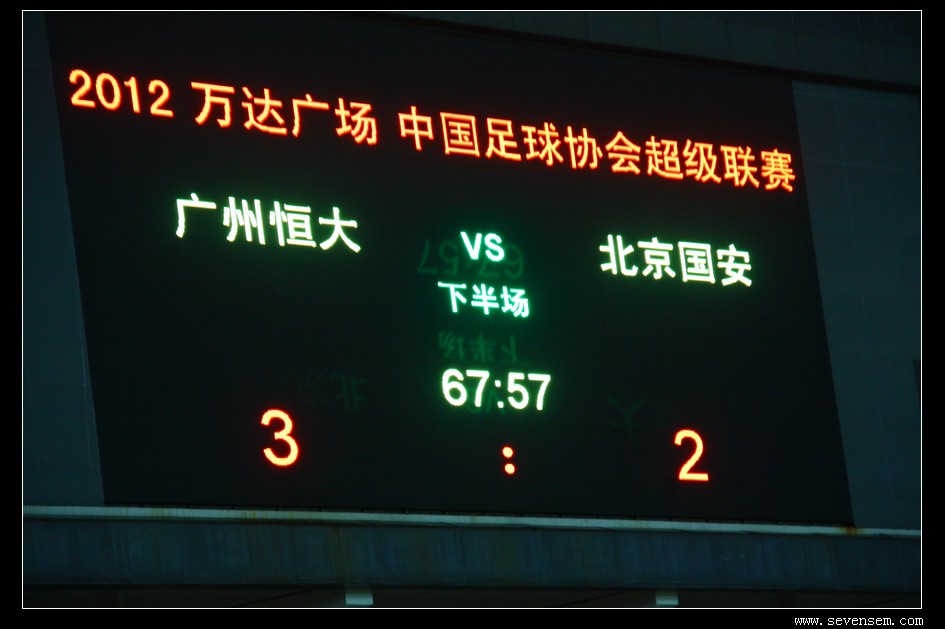 2012 万达广场 中国足球协会超级联赛
广州恒大 VS 北京国安
下半场
67:57
3 : 2
www.sevensem.com